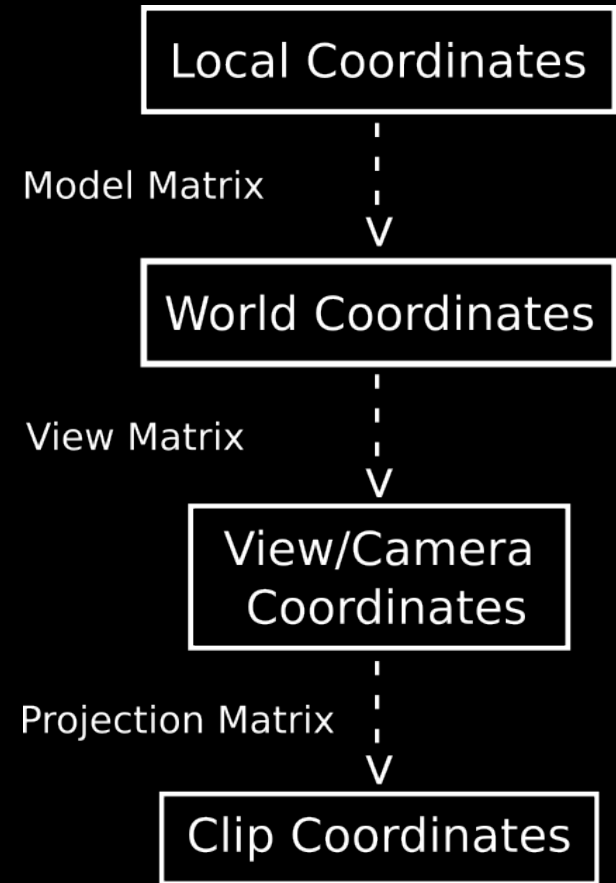 Local Coordinates
Model Matrix
World Coordinates
View Matrix
View/Camera
Coordinates
Projection Matrix
Clip Coordinates